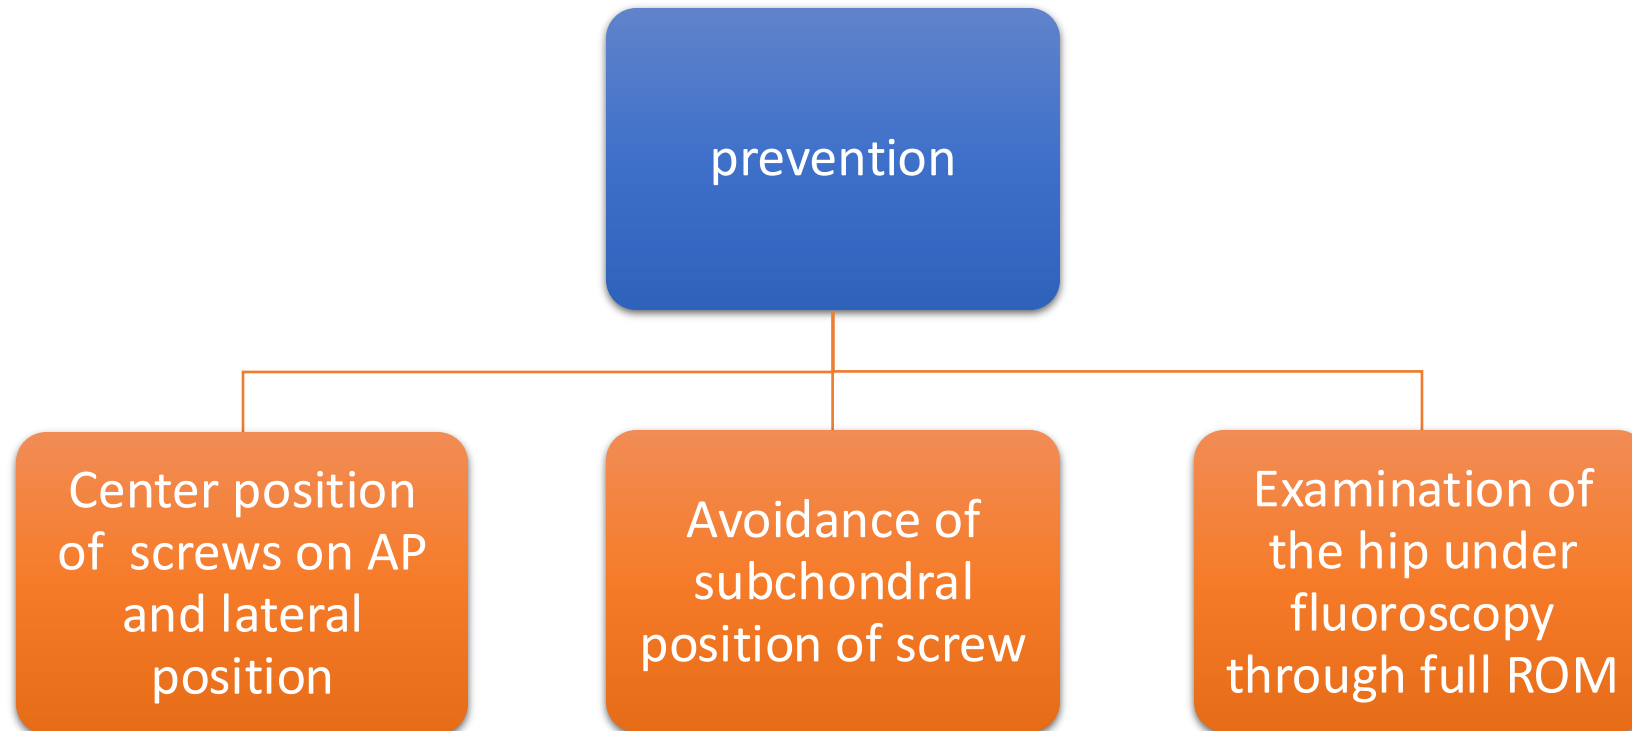 prevention
Center position
of  screws on AP
and lateral
position
Avoidance of
subchondral
position of screw
Examination of
the hip under
fluoroscopy
through full ROM